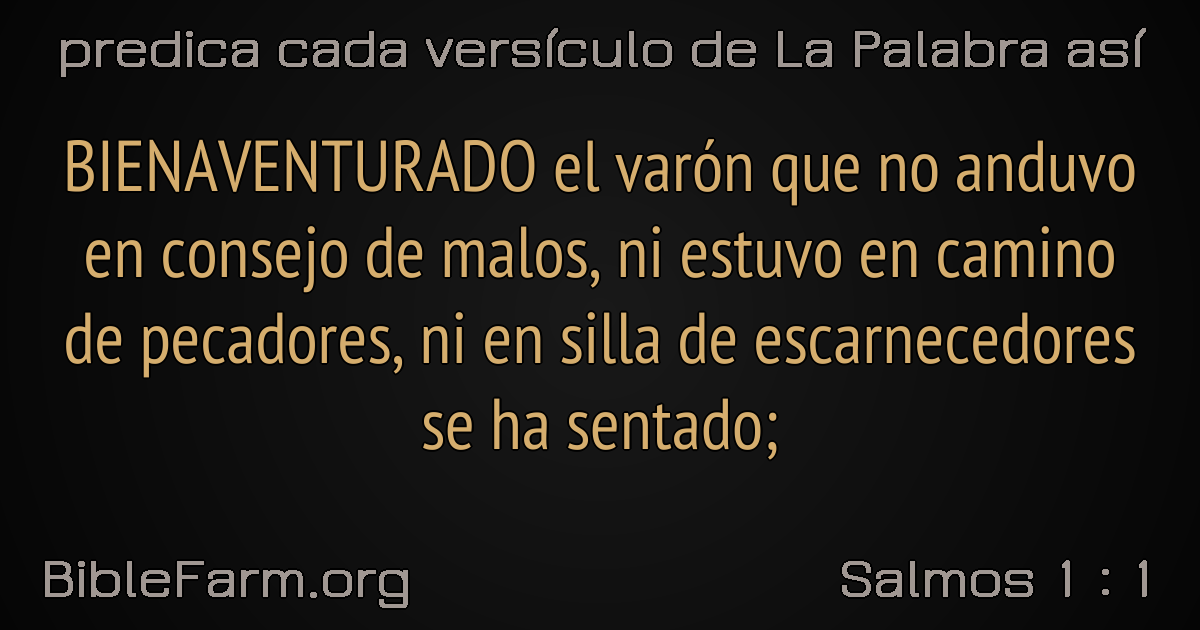 predica cada versículo de La Palabra así
BIENAVENTURADO el varón que no anduvo
en consejo de malos, ni estuvo en camino
de pecadores, ni en silla de escarnecedores
se ha sentado;
BibleFarm.org
Salmos 1 : 1